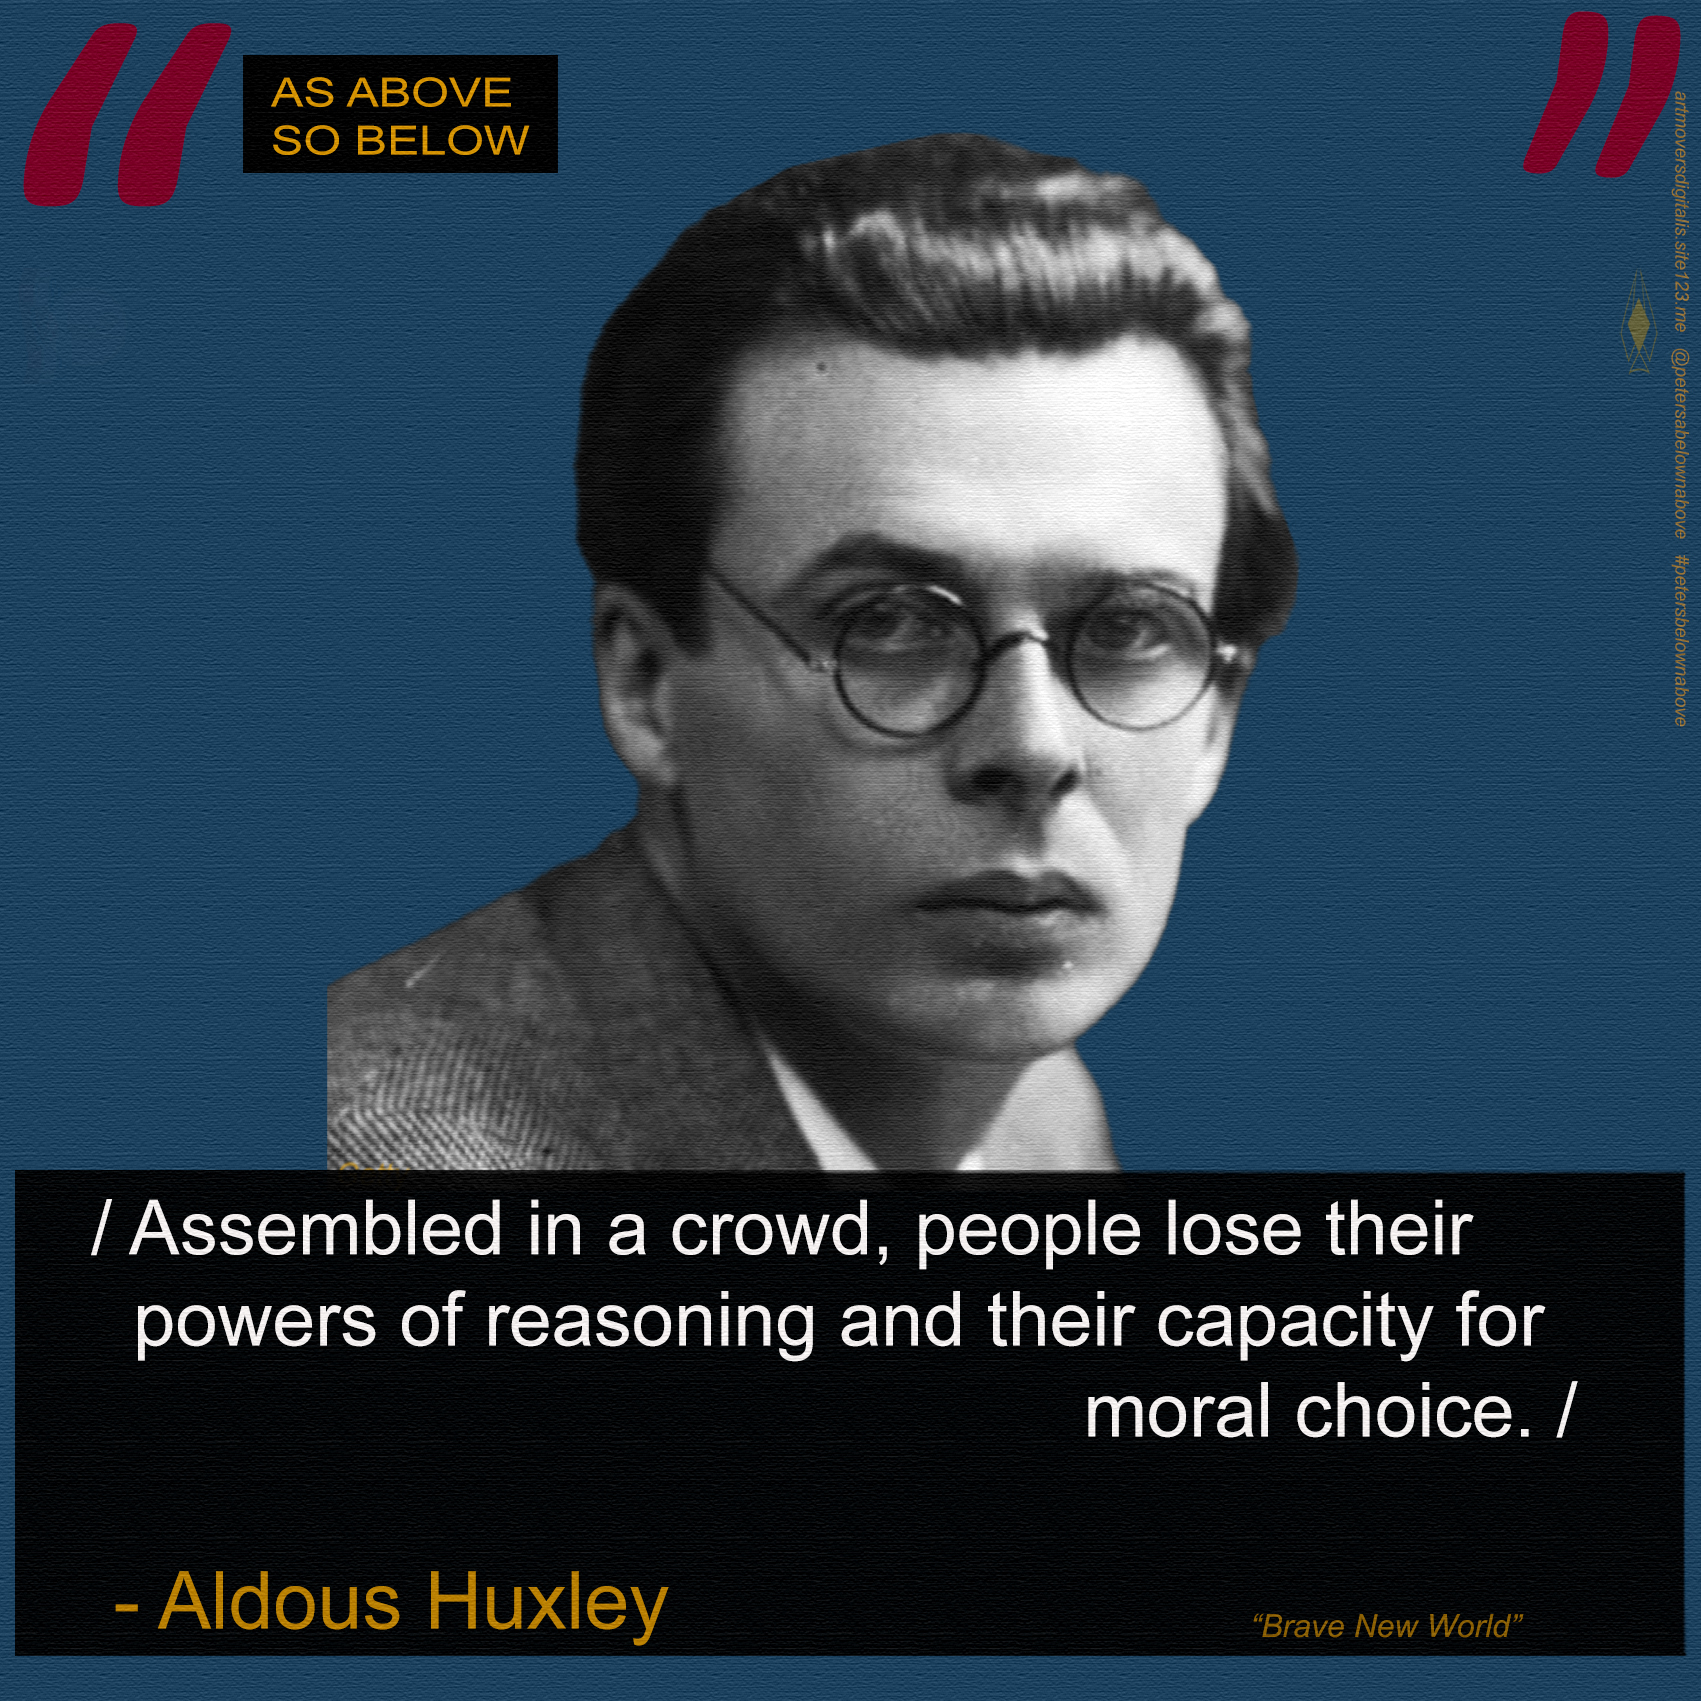 AS ABOVE
SO BELOW
artmoversdigitalis.site123.me @petersabelownabove #petersbelownabove
/ Assembled in a crowd, people lose their
powers of reasoning and their capacity for
moral choice. /
- Aldous Huxley
“Brave New World”